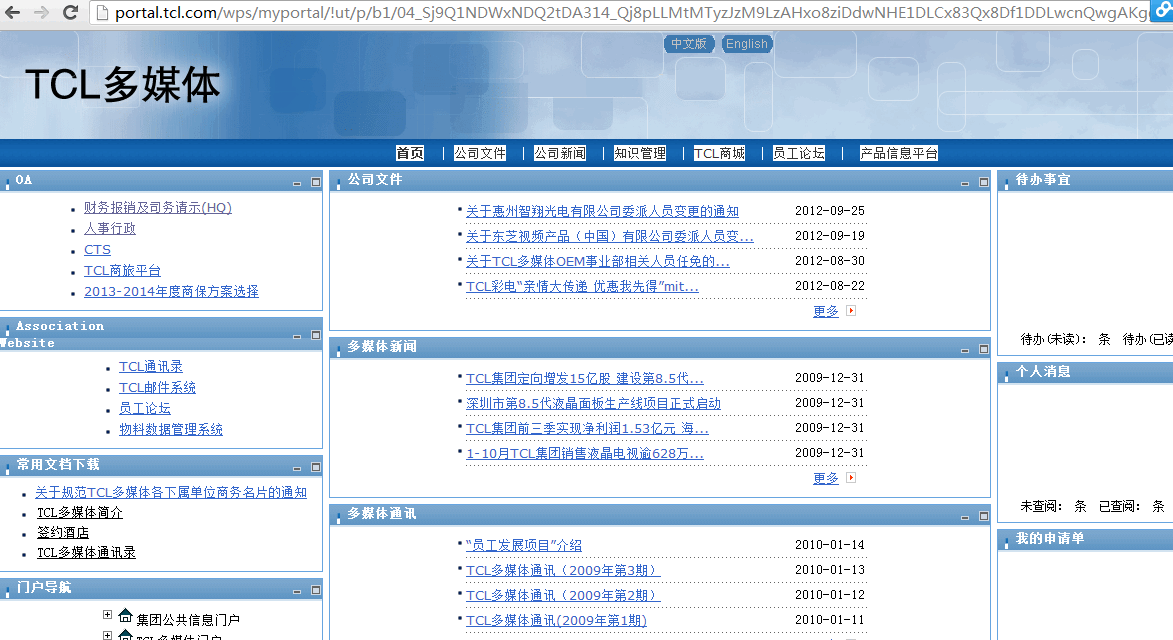 portal.tcl.com/wps/myportal/!ut/p/b1/04_Sj9Q1NDWxNDQ2tDA314_Qj8pLLMtMTyzJzM9LzAHxo8ziDdwNHE1DLCx83Qx8Df1DDLwcnQwgAKg
中文版 English
TCL多媒体
首页 | 公司文件 | 公司新闻 | 知识管理 | TCL商城 | 员工论坛 | 产品信息平台
OA
财务报销及司务请示(HQ)
人事行政
CTS
TCL商旅平台
2013-2014年度商保方案选择
Association
Website
TCL通讯录
TCL邮件系统
员工论坛
物料数据管理系统
常用文档下载
关于规范TCL多媒体各下属单位商务名片的通知
TCL多媒体简介
签约酒店
TCL多媒体通讯录
门户导航
集团公共信息门户
TCL多媒体门户
公司文件
关于惠州智翔光电有限公司委派人员变更的通知 2012-09-25
关于东芝视频产品（中国）有限公司委派人员变... 2012-09-19
关于TCL多媒体OEM事业部相关人员任免的... 2012-08-30
TCL彩电“亲情大传递 优惠我先得”mit... 2012-08-22
更多
多媒体新闻
TCL集团定向增发15亿股 建设第8.5代... 2009-12-31
深圳市第8.5代液晶面板生产线项目正式启动 2009-12-31
TCL集团前三季实现净利润1.53亿元 海... 2009-12-31
1-10月TCL集团销售液晶电视逾628万... 2009-12-31
更多
多媒体通讯
“员工发展项目”介绍 2010-01-14
TCL多媒体通讯（2009年第3期） 2010-01-13
TCL多媒体通讯（2009年第2期） 2010-01-12
TCL多媒体通讯(2009年第1期) 2010-01-11
待办事宜
待办(未读)： 条 待办(已读
个人消息
未查阅： 条 已查阅： 条
我的申请单